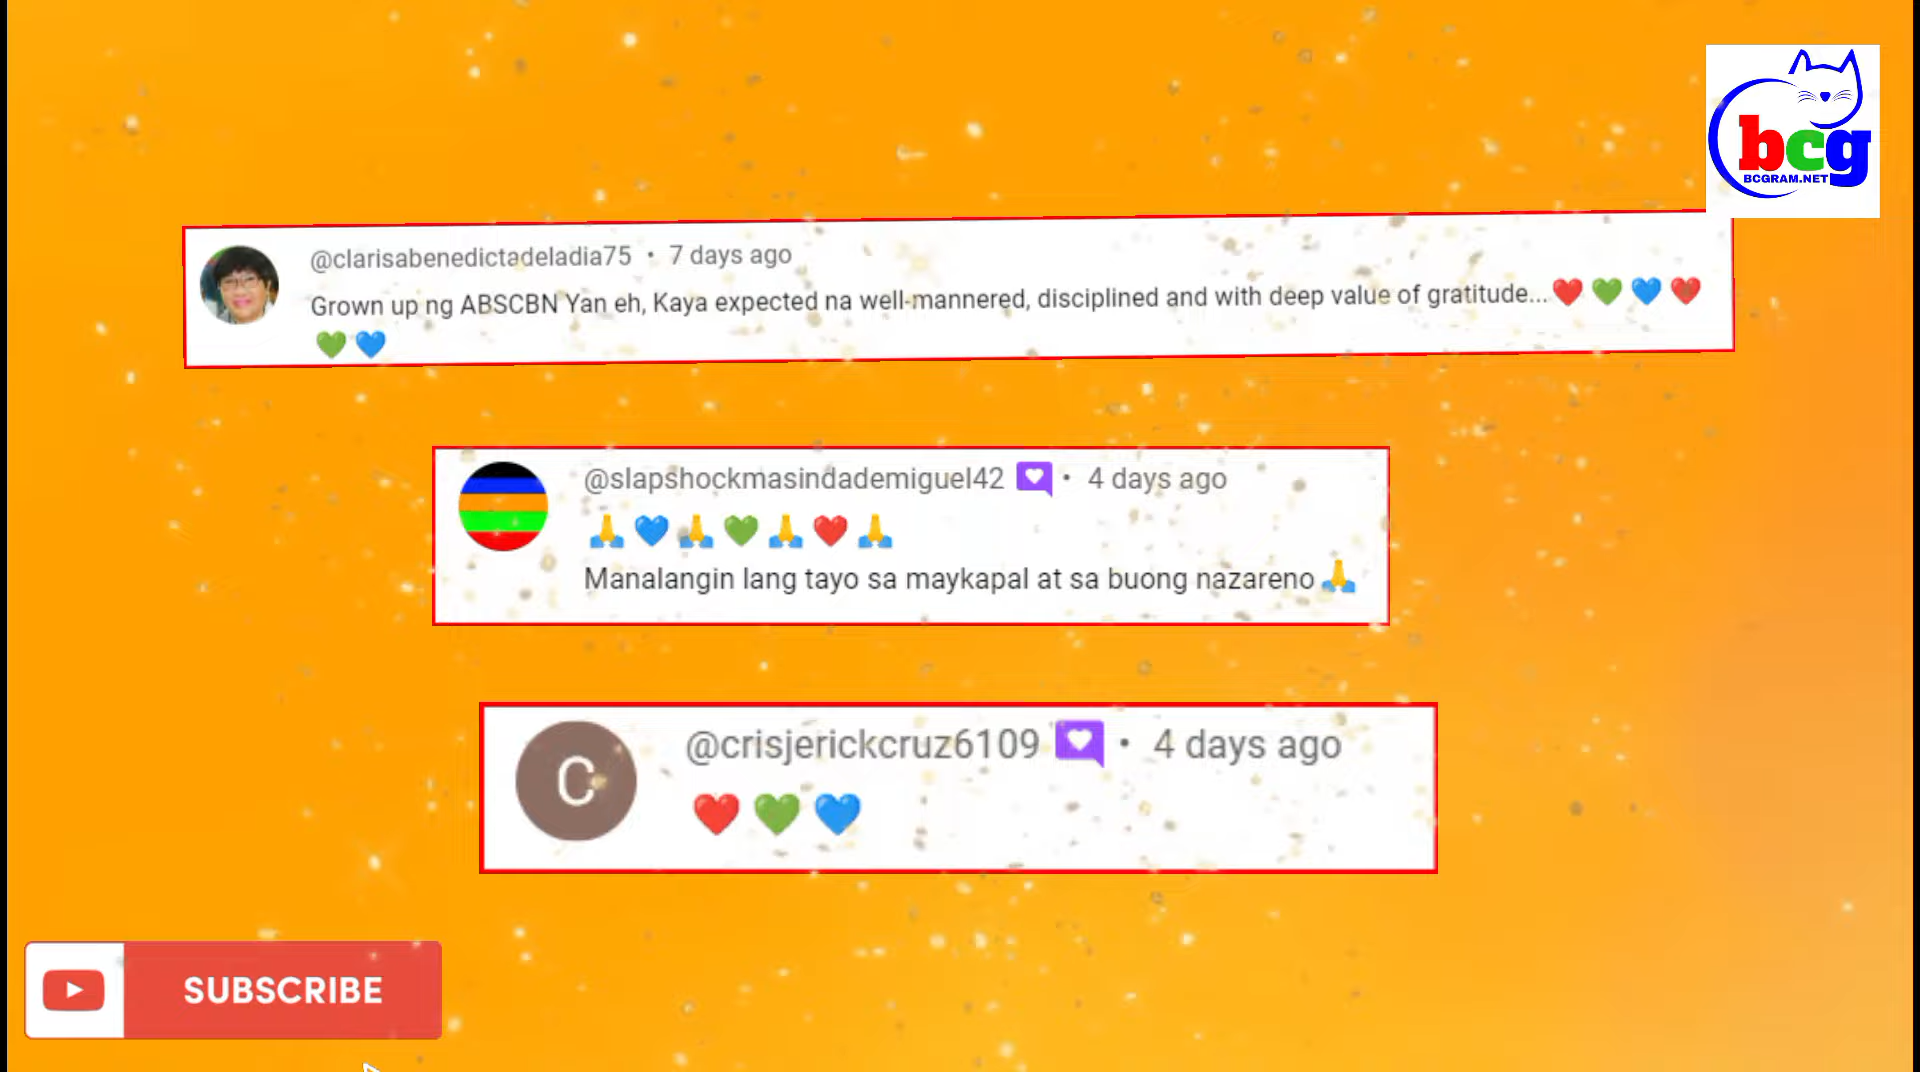 bcg
BCGRAM.NET
@clarisabenedictadeladia75 • 7 days ago
Grown up ng ABSCBN Yan eh, Kaya expected na well-mannered, disciplined and with deep value of gratitude...❤️💚💙❤️
💚💙
@slapshockmasindademiguel42 • 4 days ago
🙏💙🙏💚🙏❤️🙏
Manalangin lang tayo sa maykapal at sa buong nazareno🙏
C
@crisjerickcruz6109 • 4 days ago
❤️💚💙
SUBSCRIBE